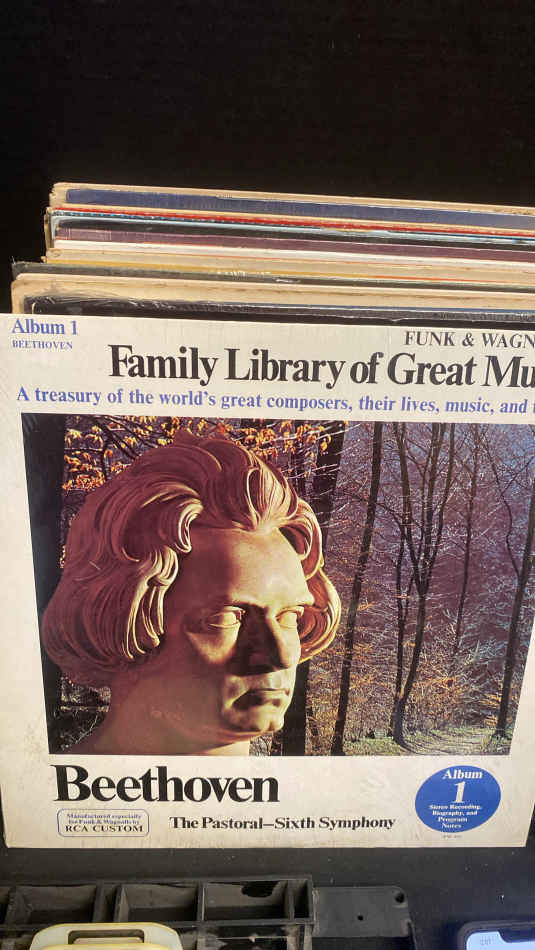 Album 1
BEETHOVEN
FUNK & WAGN
Family Library of Great Mu
A treasury of the world's great composers, their lives, music, and t
Beethoven
Manufactured especially
for Funk & Wagnalls by
RCA CUSTOM
The Pastoral—Sixth Symphony
Album
1
Stereo Recording,
Biography, and
Program
Notes